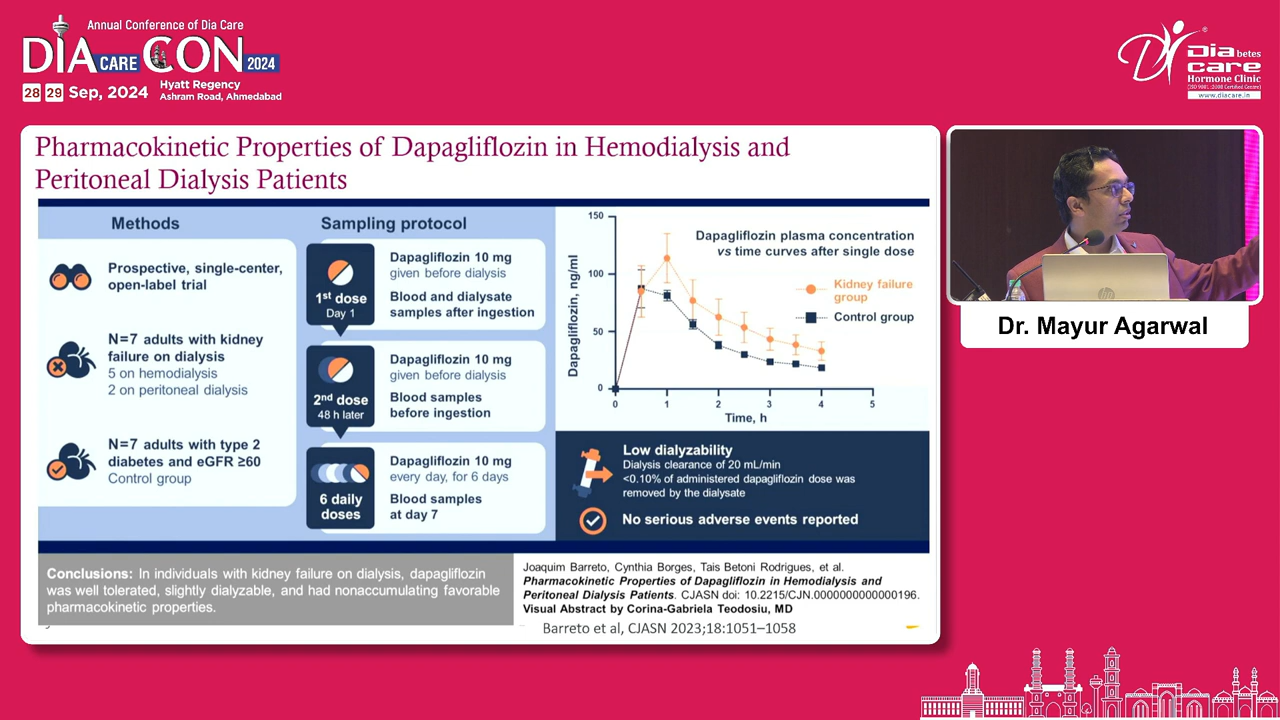 Annual Conference of Dia Care
DIA CARE CON 2024
28 29 Sep, 2024
Hyatt Regency
Ashram Road, Ahmedabad
Diabetes
care
Hormone Clinic
(ISO 9001 :2008 Certified Centre)
www.diacare.in
Pharmacokinetic Properties of Dapagliflozin in Hemodialysis and
Peritoneal Dialysis Patients
Methods
Prospective, single-center,
open-label trial
N=7 adults with kidney
failure on dialysis
5 on hemodialysis
2 on peritoneal dialysis
N=7 adults with type 2
diabetes and eGFR ≥60
Control group
Sampling protocol
1st dose
Day 1
Dapagliflozin 10 mg
given before dialysis
Blood and dialysate
samples after ingestion
2nd dose
48 h later
Dapagliflozin 10 mg
given before dialysis
Blood samples
before ingestion
6 daily
doses
Dapagliflozin 10 mg
every day, for 6 days
Blood samples
at day 7
Dapagliflozin plasma concentration
vs time curves after single dose
Kidney failure
group
Control group
Dapagliflozin, ng/ml
150
100
50
0
0 1 2 3 4 5
Time, h
Low dialyzability
Dialysis clearance of 20 mL/min
<0.10% of administered dapagliflozin dose was
removed by the dialysate
No serious adverse events reported
Conclusions: In individuals with kidney failure on dialysis, dapagliflozin
was well tolerated, slightly dialyzable, and had nonaccumulating favorable
pharmacokinetic properties.
Joaquim Barreto, Cynthia Borges, Tais Betoni Rodrigues, et al.
Pharmacokinetic Properties of Dapagliflozin in Hemodialysis and
Peritoneal Dialysis Patients. CJASN doi: 10.2215/CJN.0000000000000196.
Visual Abstract by Corina-Gabriela Teodosiu, MD
Barreto et al, CJASN 2023;18:1051–1058
Dr. Mayur Agarwal